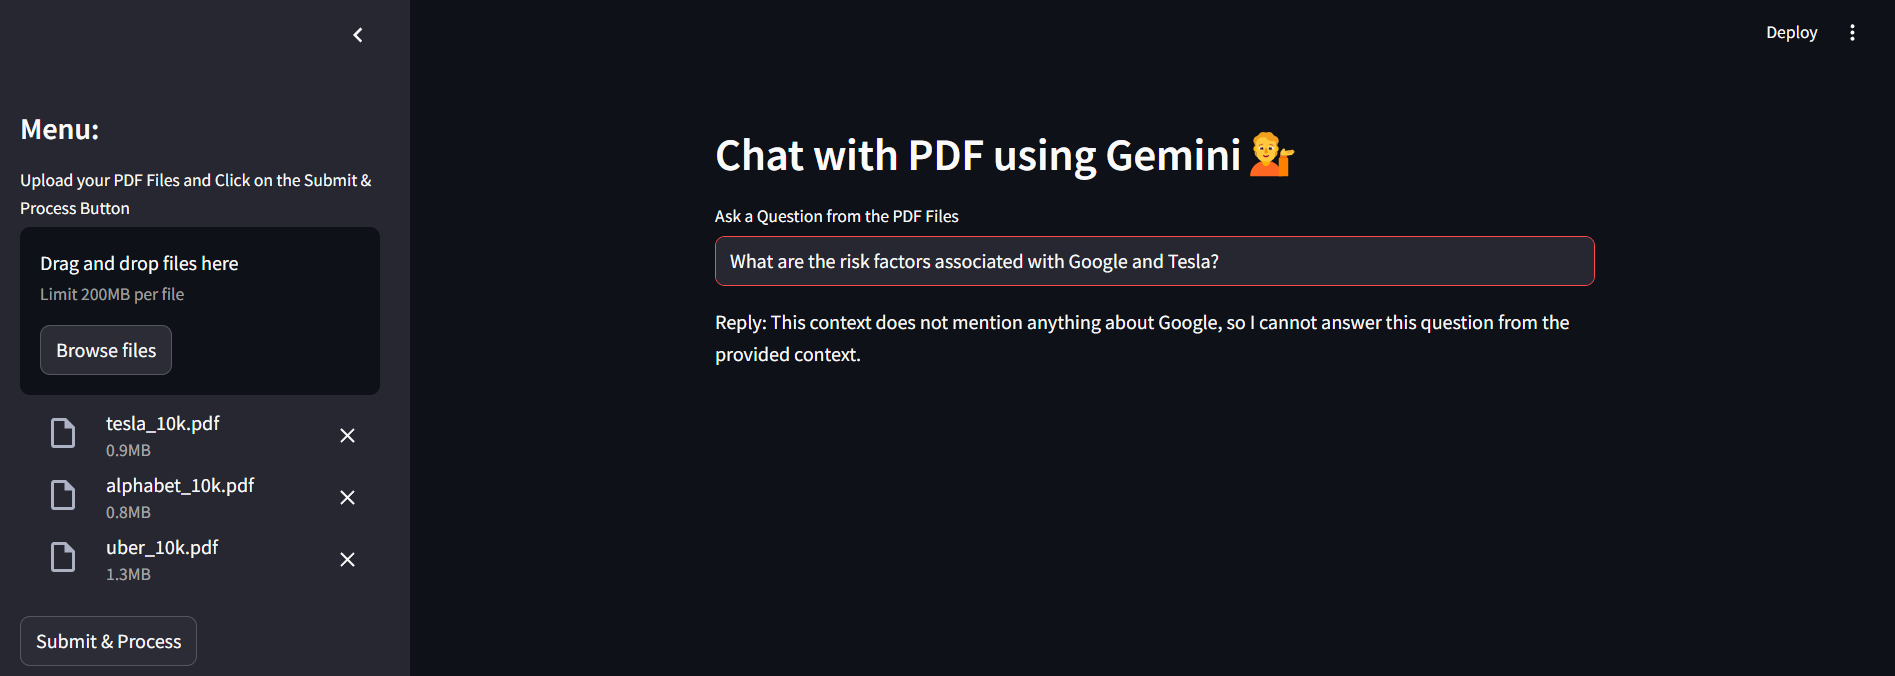 Deploy
Menu:
Upload your PDF Files and Click on the Submit &
Process Button
Drag and drop files here
Limit 200MB per file
Browse files
tesla_10k.pdf
0.9MB
alphabet_10k.pdf
0.8MB
uber_10k.pdf
1.3MB
Submit & Process
Chat with PDF using Gemini
Ask a Question from the PDF Files
What are the risk factors associated with Google and Tesla?
Reply: This context does not mention anything about Google, so I cannot answer this question from the
provided context.